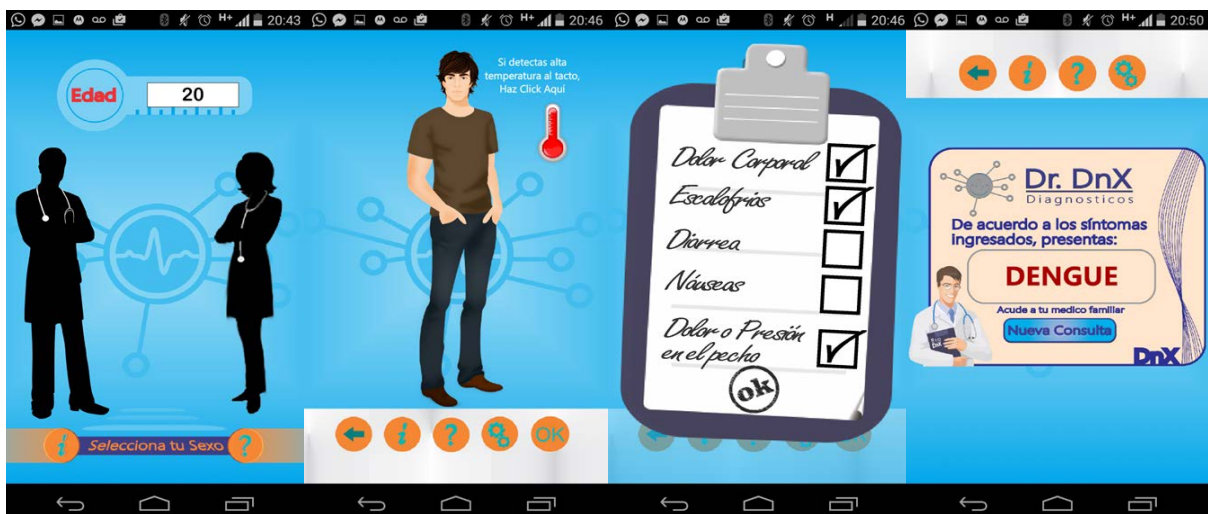 H+ 20:43
Edad
20
i Selecciona tu Sexo ?
H+ 20:46
Si detectas alta
temperatura al tacto,
Haz Click Aquí
i ? OK
H 20:46
Dolor Corporal
Escalofrios
Diarrea
Náuseas
Dolor o Presión
en el pecho
ok
H+ 20:50
i ?
Dr. DnX
Diagnosticos
De acuerdo a los síntomas
ingresados, presentas:
DENGUE
Acude a tu medico familiar
Nueva Consulta
DnX